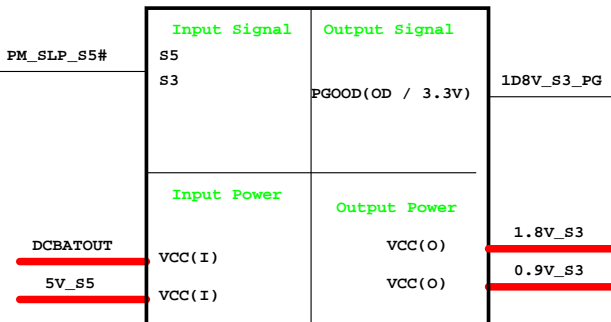 Input Signal Output Signal
PM_SLP_S5# S5
S3
PGOOD(OD / 3.3V) 1D8V_S3_PG
Input Power Output Power
DCBATOUT VCC(I) VCC(O) 1.8V_S3
5V_S5 VCC(I) VCC(O) 0.9V_S3